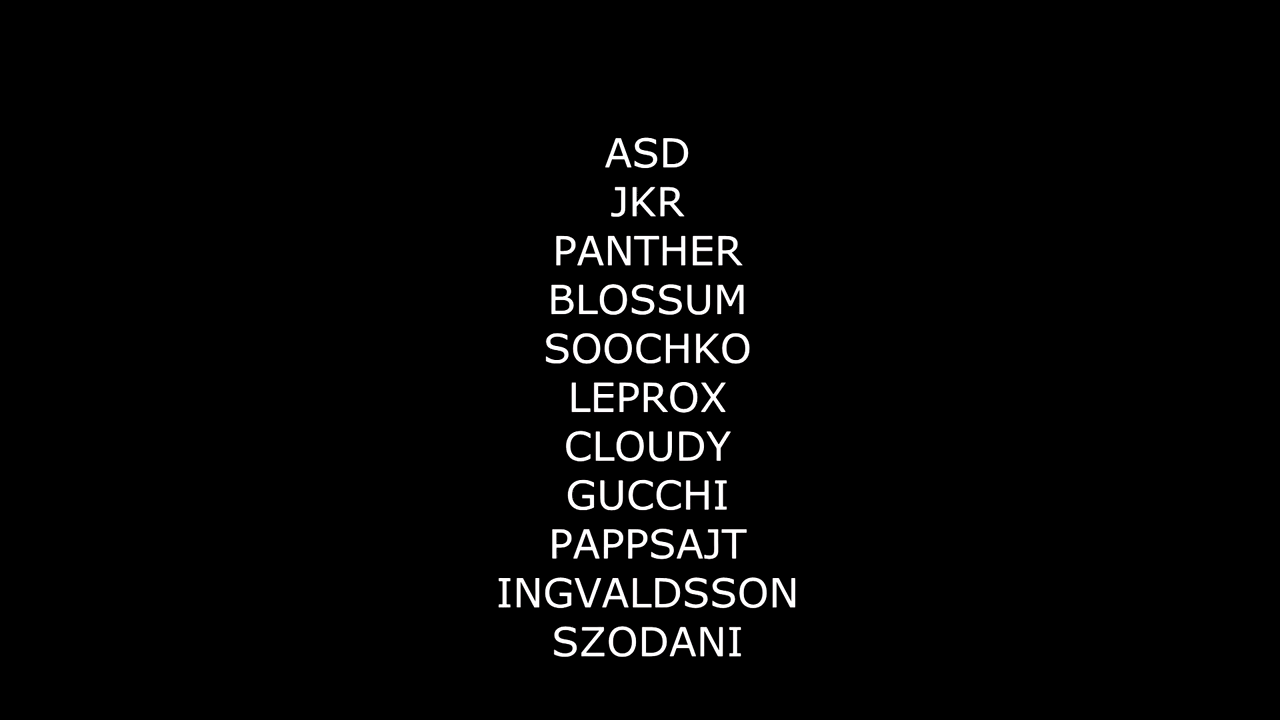 ASD
JKR
PANTHER
BLOSSUM
SOOCHKO
LEPROX
CLOUDY
GUCCHI
PAPPSAJT
INGVALDSSON
SZODANI